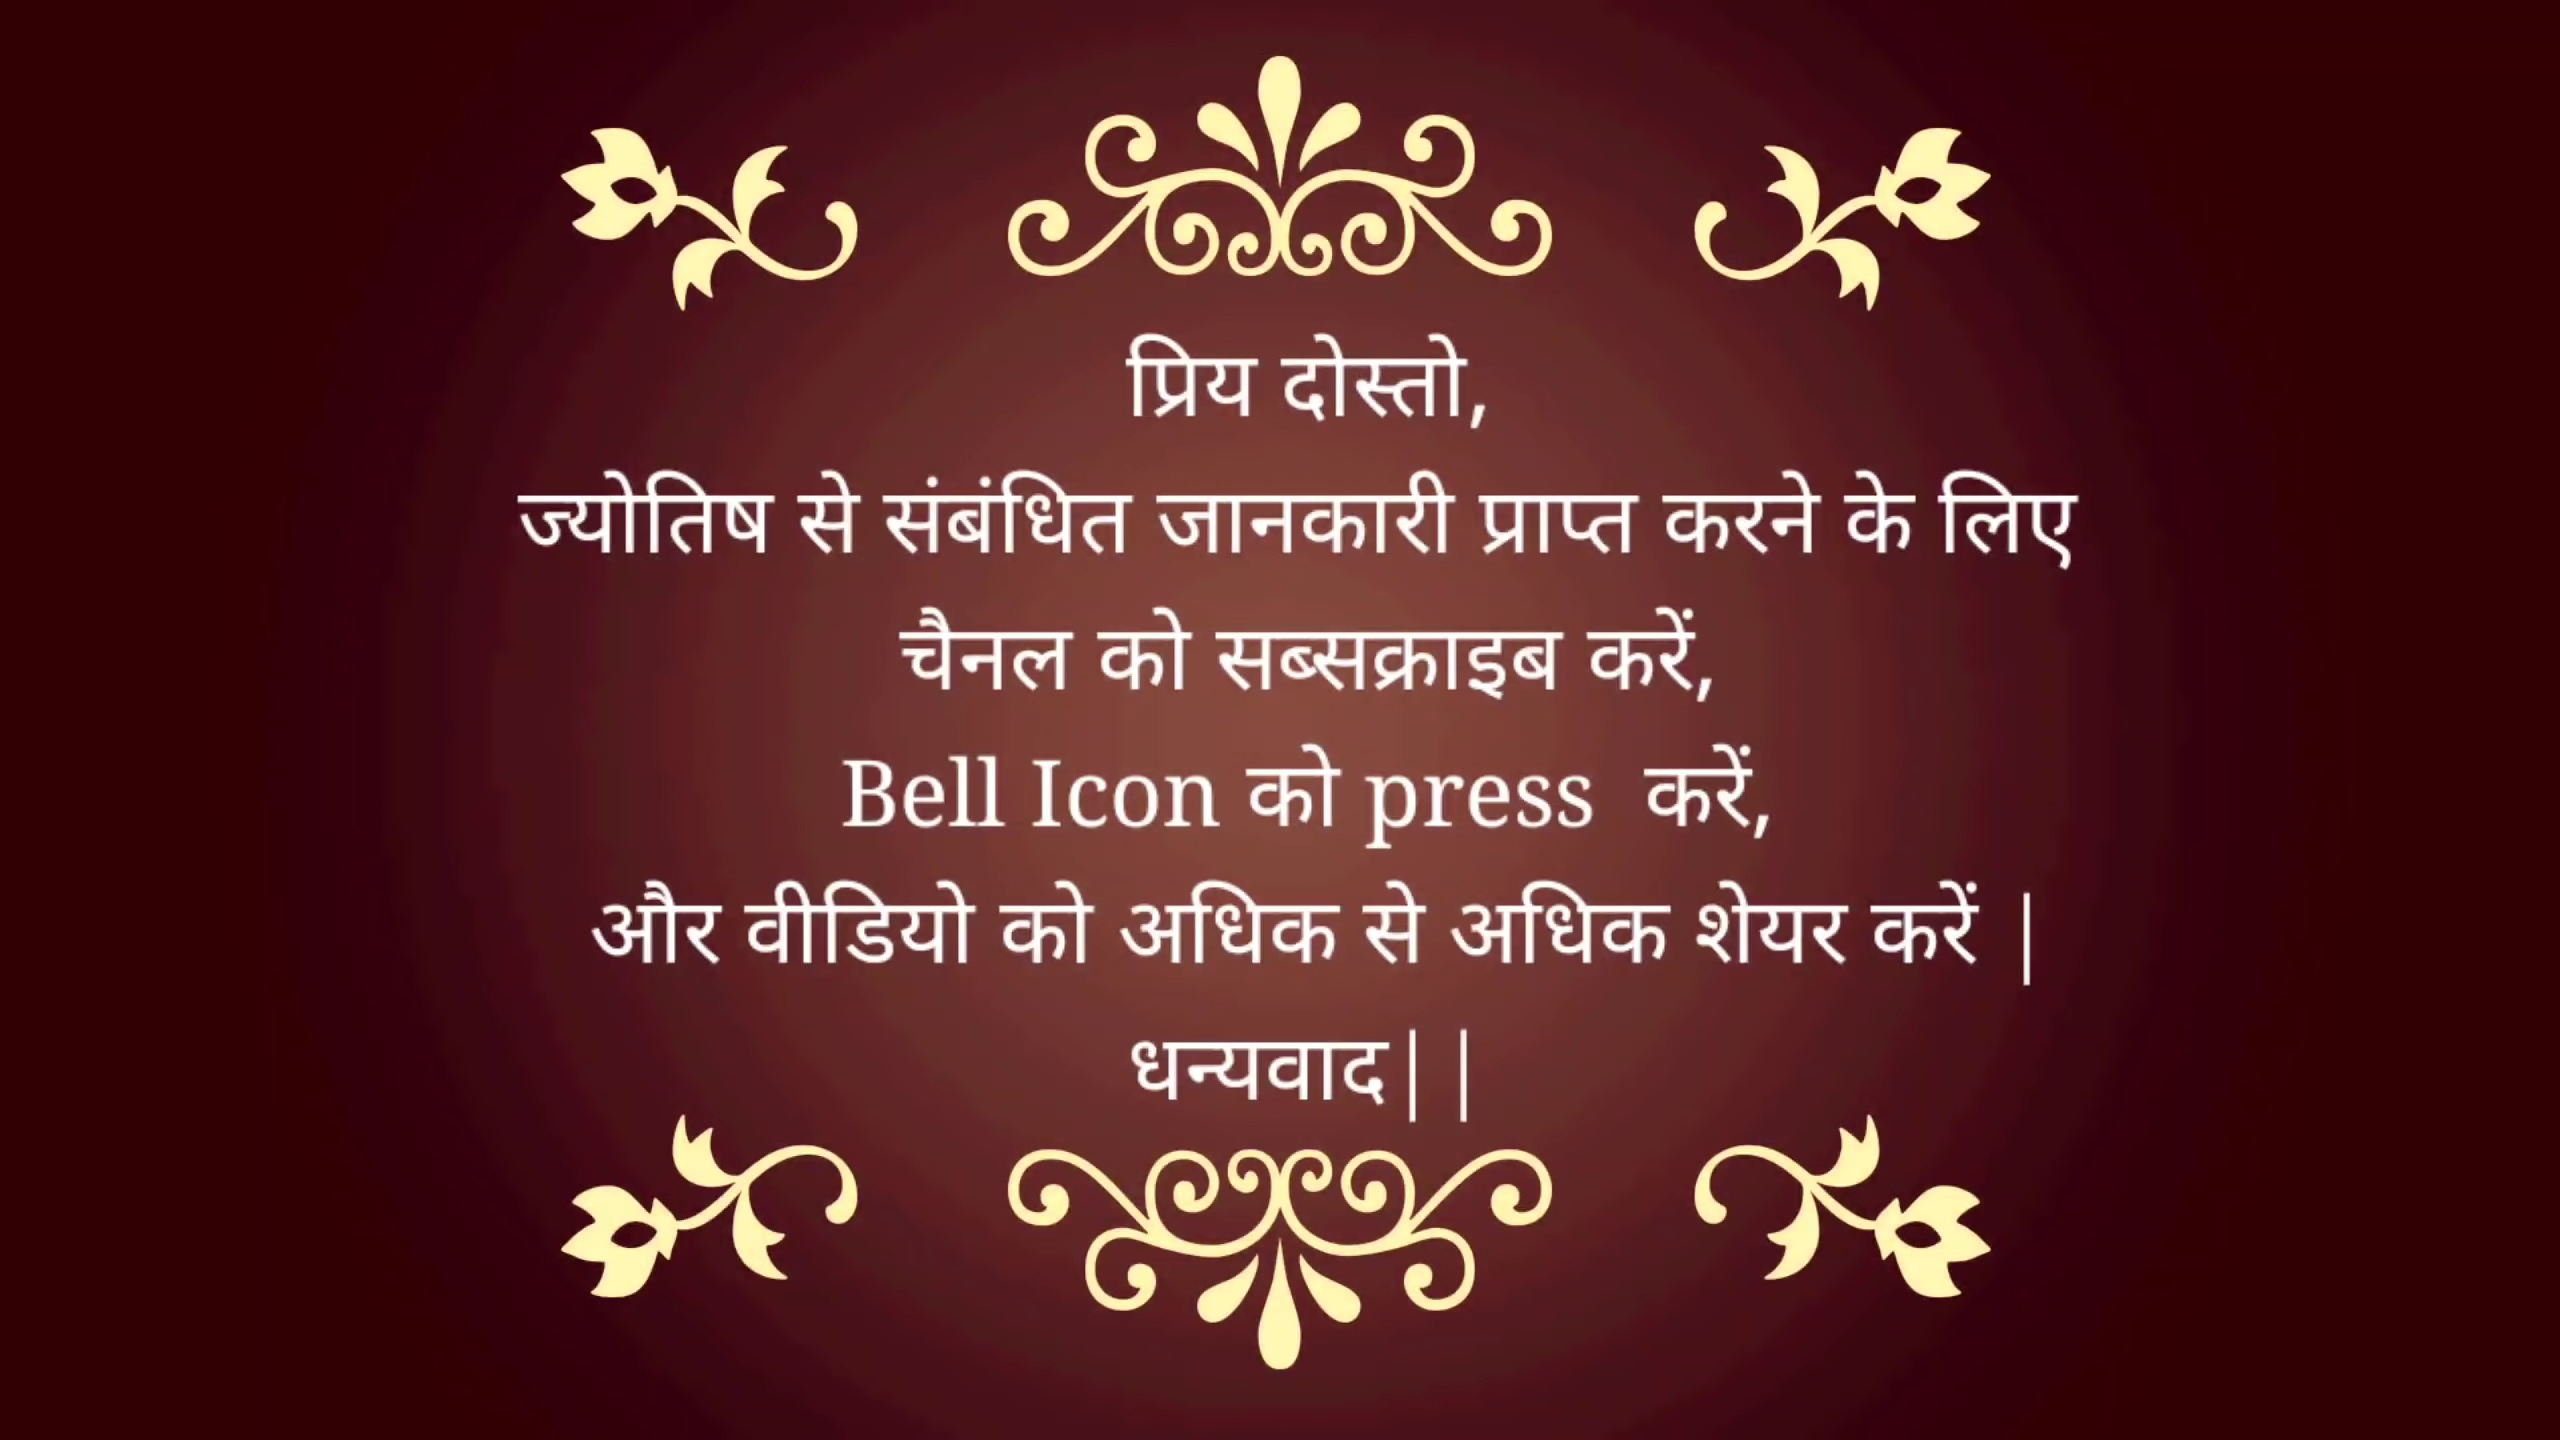 प्रिय दोस्तो,
ज्योतिष से संबंधित जानकारी प्राप्त करने के लिए
चैनल को सब्सक्राइब करें,
Bell Icon को press  करें,
और वीडियो को अधिक से अधिक शेयर करें |
धन्यवाद||